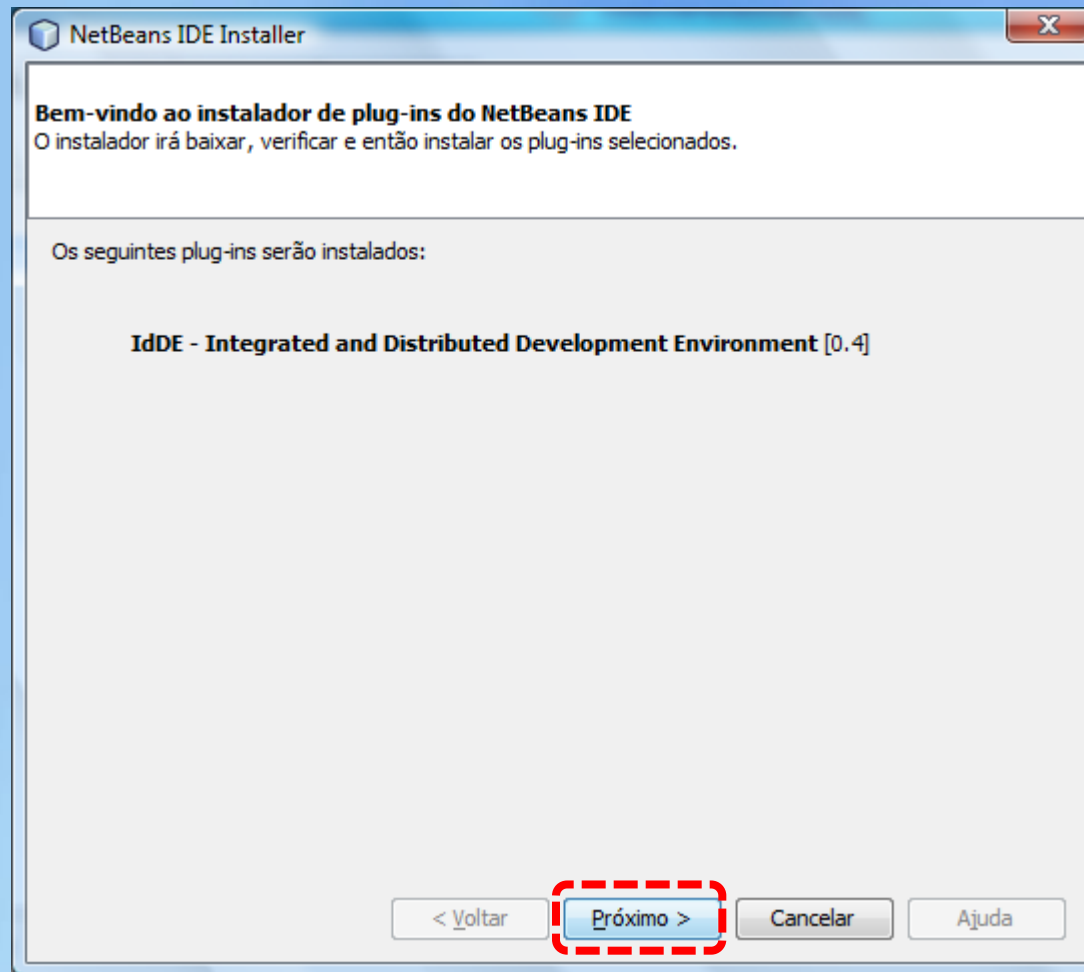 NetBeans IDE Installer
Bem-vindo ao instalador de plug-ins do NetBeans IDE
O instalador irá baixar, verificar e então instalar os plug-ins selecionados.
Os seguintes plug-ins serão instalados:
IdDE - Integrated and Distributed Development Environment [0.4]
< Voltar Próximo > Cancelar Ajuda